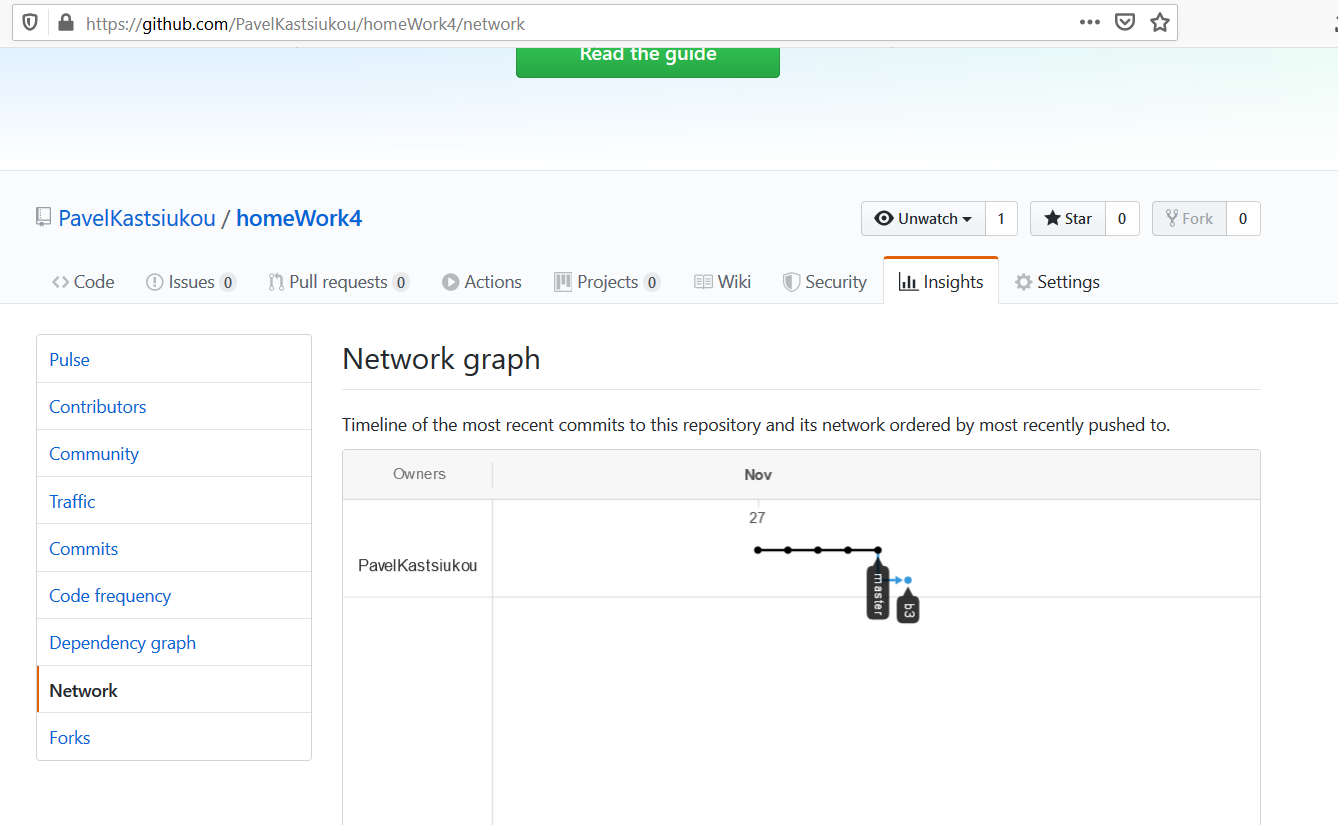 https://github.com/PavelKastsiukou/homeWork4/network
Read the guide
PavelKastsiukou / homeWork4
Unwatch 1 Star 0 Fork 0
Code Issues 0 Pull requests 0 Actions Projects 0 Wiki Security Insights Settings
Pulse
Contributors
Community
Traffic
Commits
Code frequency
Dependency graph
Network
Forks
Network graph
Timeline of the most recent commits to this repository and its network ordered by most recently pushed to.
Owners Nov
27
PavelKastsiukou
master
b3